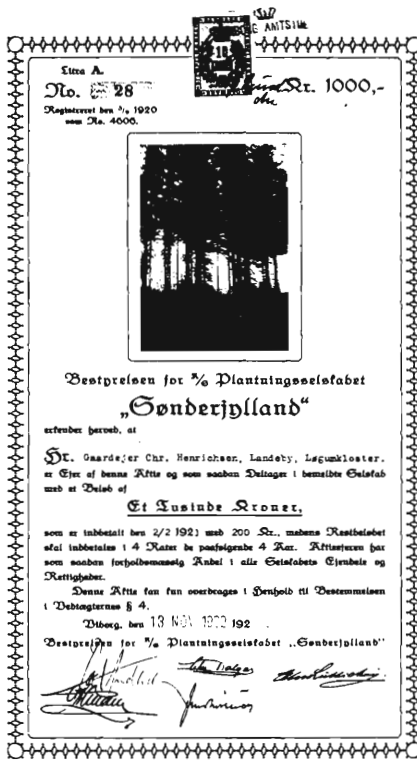 AMTSTUE
Litra A.
No. 28
18
Kr. 1000,-
Registreret den 5/6 1920
som No. 4606.
Bestyrelsen for A/S Plantningsselskabet
„Sønderjylland“
erkender herved, at
Hr. Gaardejer Chr. Henrichsen, Landeby, Løgumkloster.
er Ejer af denne Aktie og som saadan Deltager i bemeldte Selskab
med et Beløb af
Et Tusinde Kroner,
som er indbetalt den 2/2 1921 med 200 Kr., medens Restbeløbet
skal indbetales i 4 Rater de paafølgende 4 Aar. Aktieejeren har
som saadan forholdsmæssig Andel i alle Selskabets Ejendele og
Rettigheder.
Denne Aktie kan kun overdrages i Henhold til Bestemmelsen
i Vedtægternes § 4.
Viborg, den 13 NOV 1922 192
Bestyrelsen for A/S Plantningsselskabet „Sønderjylland“